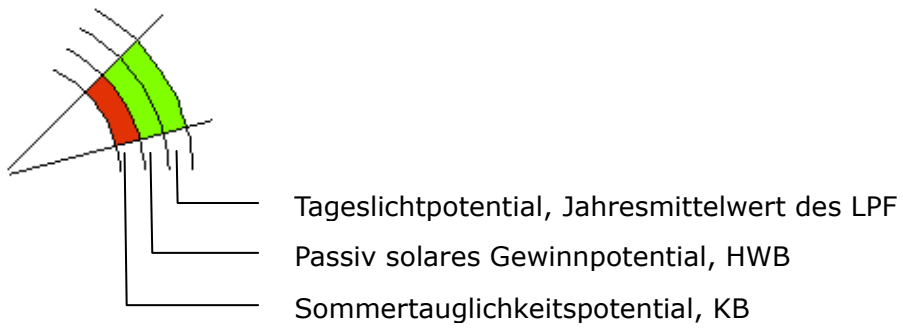 Tageslichtpotential, Jahresmittelwert des LPF
Passiv solares Gewinnpotential, HWB
Sommertauglichkeitspotential, KB